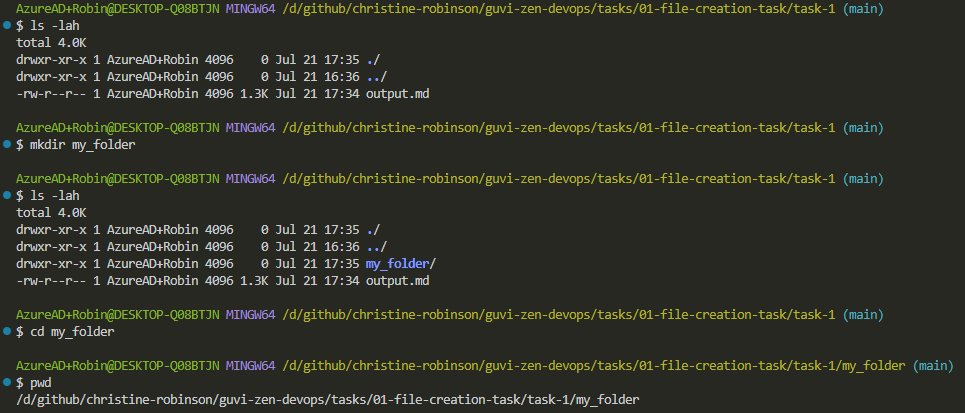 AzureAD+Robin@DESKTOP-Q08BTJN MINGW64 /d/github/christine-robinson/guvi-zen-devops/tasks/01-file-creation-task/task-1 (main)
$ ls -lah
total 4.0K
drwxr-xr-x 1 AzureAD+Robin 4096    0 Jul 21 17:35 ./
drwxr-xr-x 1 AzureAD+Robin 4096    0 Jul 21 16:36 ../
-rw-r--r-- 1 AzureAD+Robin 4096 1.3K Jul 21 17:34 output.md

AzureAD+Robin@DESKTOP-Q08BTJN MINGW64 /d/github/christine-robinson/guvi-zen-devops/tasks/01-file-creation-task/task-1 (main)
$ mkdir my_folder

AzureAD+Robin@DESKTOP-Q08BTJN MINGW64 /d/github/christine-robinson/guvi-zen-devops/tasks/01-file-creation-task/task-1 (main)
$ ls -lah
total 4.0K
drwxr-xr-x 1 AzureAD+Robin 4096    0 Jul 21 17:35 ./
drwxr-xr-x 1 AzureAD+Robin 4096    0 Jul 21 16:36 ../
drwxr-xr-x 1 AzureAD+Robin 4096    0 Jul 21 17:35 my_folder/
-rw-r--r-- 1 AzureAD+Robin 4096 1.3K Jul 21 17:34 output.md

AzureAD+Robin@DESKTOP-Q08BTJN MINGW64 /d/github/christine-robinson/guvi-zen-devops/tasks/01-file-creation-task/task-1 (main)
$ cd my_folder

AzureAD+Robin@DESKTOP-Q08BTJN MINGW64 /d/github/christine-robinson/guvi-zen-devops/tasks/01-file-creation-task/task-1/my_folder (main)
$ pwd
/d/github/christine-robinson/guvi-zen-devops/tasks/01-file-creation-task/task-1/my_folder